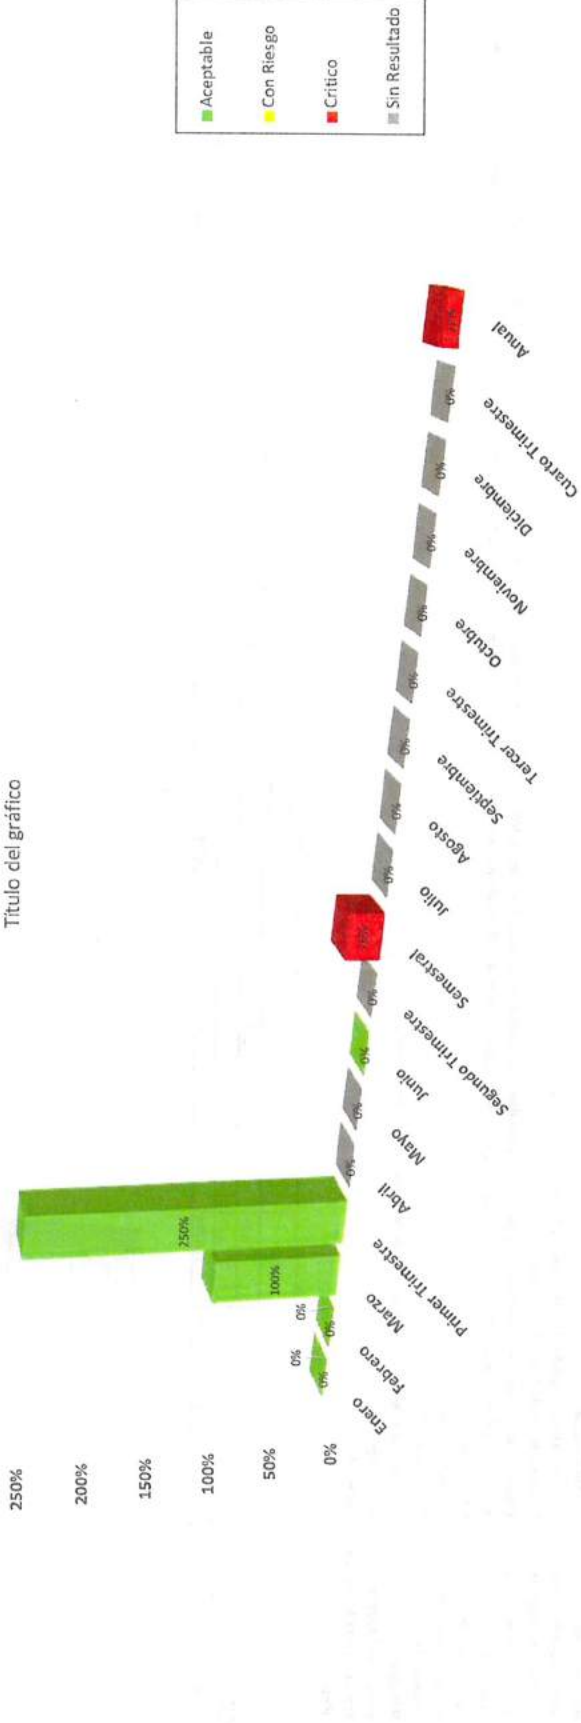 Título del gráfico
250%
200%
150%
100%
50%
0%
0%
0%
0%
0%
100%
250%
0%
0%
0%
0%
0%
0%
0%
0%
0%
0%
0%
0%
Enero
Febrero
Marzo
Primer Trimestre
Abril
Mayo
Junio
Segundo Trimestre
Semestral
Julio
Agosto
Septiembre
Tercer Trimestre
Octubre
Noviembre
Diciembre
Cuarto Trimestre
Anual
Aceptable
Con Riesgo
Crítico
Sin Resultado